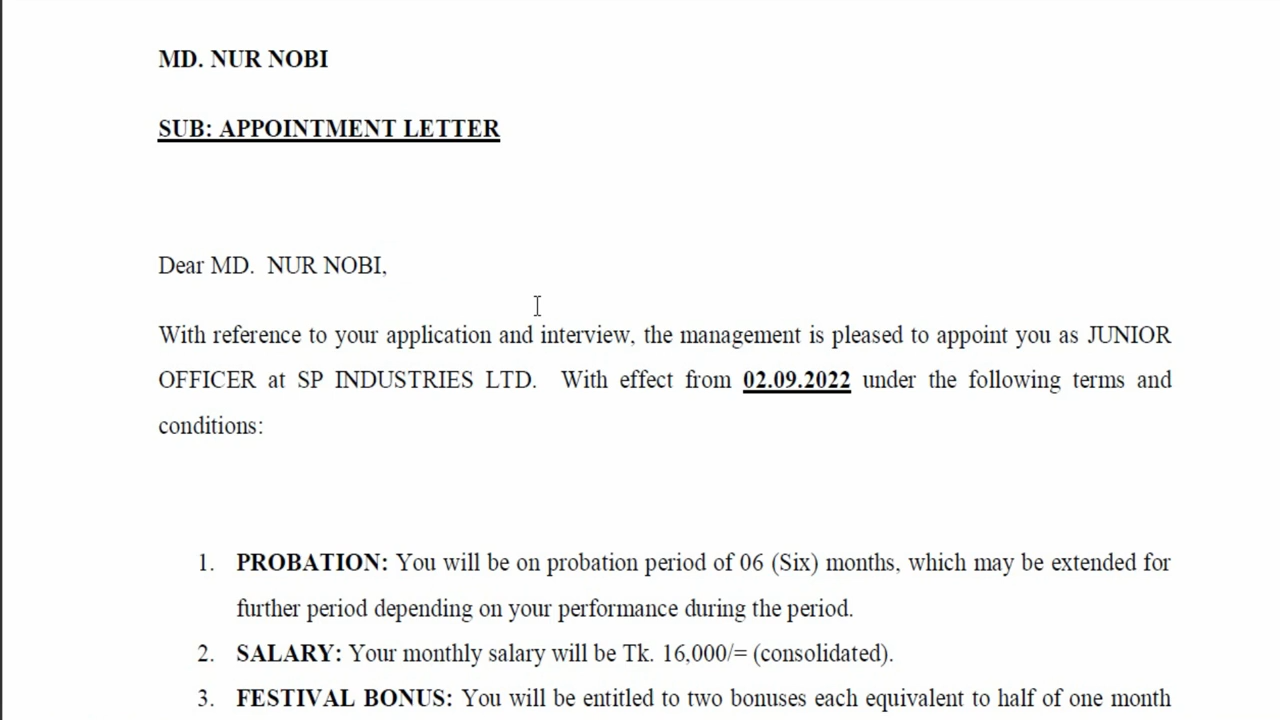 MD. NUR NOBI
SUB: APPOINTMENT LETTER
Dear MD.  NUR NOBI,
With reference to your application and interview, the management is pleased to appoint you as JUNIOR
OFFICER at SP INDUSTRIES LTD.  With effect from 02.09.2022 under the following terms and
conditions:
1. PROBATION: You will be on probation period of 06 (Six) months, which may be extended for
further period depending on your performance during the period.
2. SALARY: Your monthly salary will be Tk. 16,000/= (consolidated).
3. FESTIVAL BONUS: You will be entitled to two bonuses each equivalent to half of one month